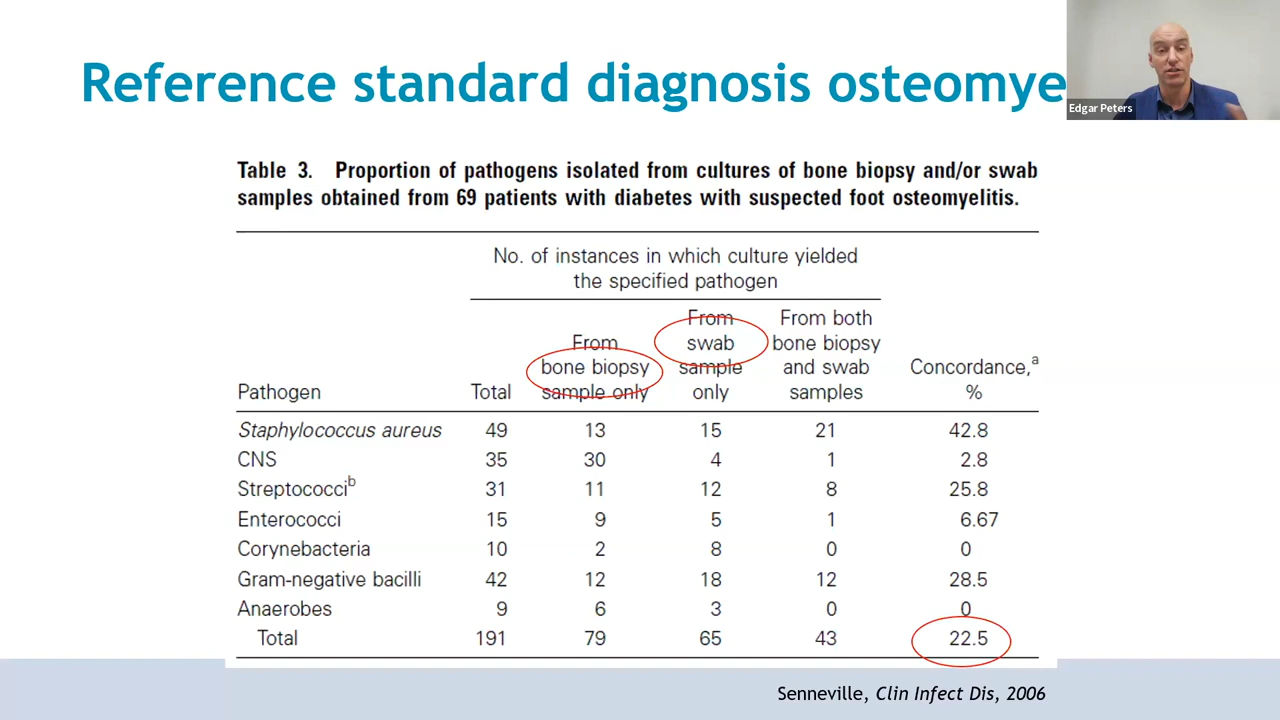 Reference standard diagnosis osteomye
Edgar Peters
Table 3. Proportion of pathogens isolated from cultures of bone biopsy and/or swab
samples obtained from 69 patients with diabetes with suspected foot osteomyelitis.
No. of instances in which culture yielded
the specified pathogen
Pathogen
Total
From
bone biopsy
sample only
From
swab
sample
only
From both
bone biopsy
and swab
samples
Concordance,a
%
Staphylococcus aureus 49 13 15 21 42.8
CNS 35 30 4 1 2.8
Streptococcib 31 11 12 8 25.8
Enterococci 15 9 5 1 6.67
Corynebacteria 10 2 8 0 0
Gram-negative bacilli 42 12 18 12 28.5
Anaerobes 9 6 3 0 0
Total 191 79 65 43 22.5
Senneville, Clin Infect Dis, 2006